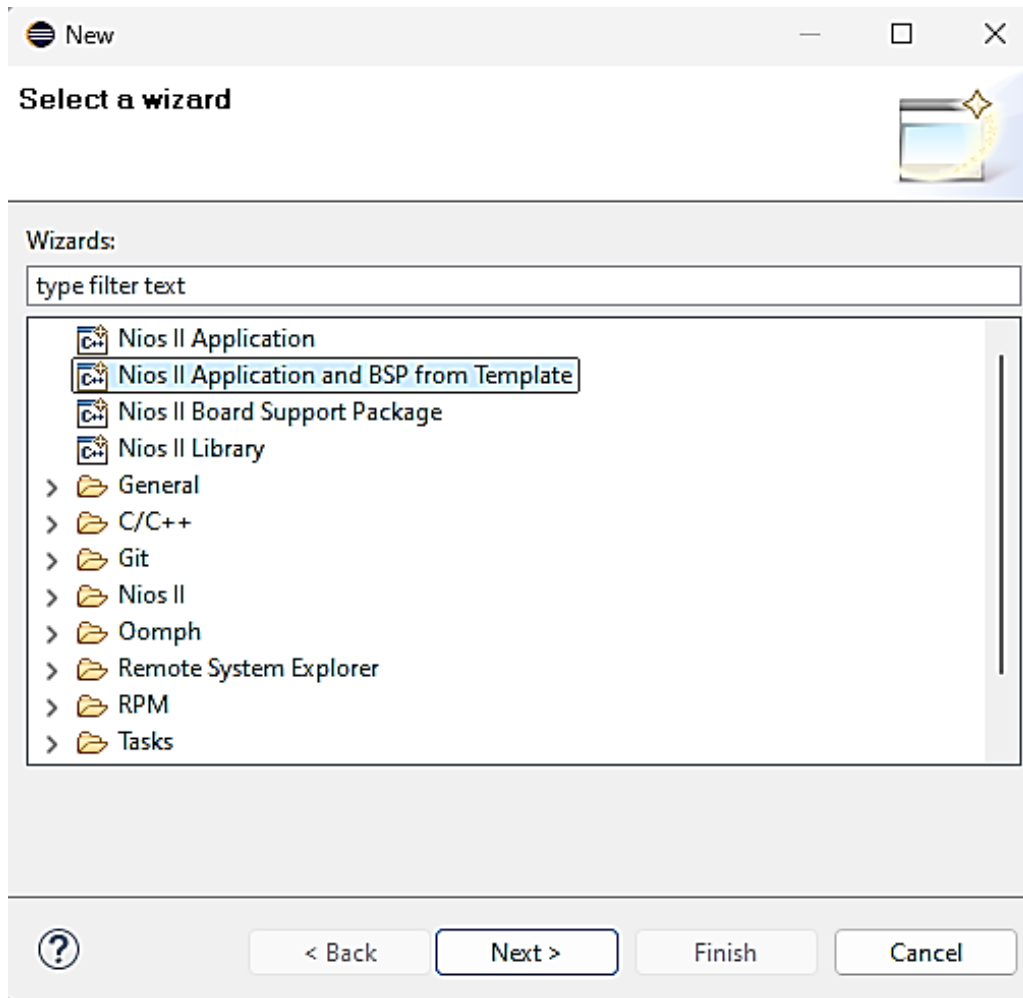 New
Select a wizard
Wizards:
type filter text
Nios II Application
Nios II Application and BSP from Template
Nios II Board Support Package
Nios II Library
General
C/C++
Git
Nios II
Oomph
Remote System Explorer
RPM
Tasks
? < Back Next > Finish Cancel